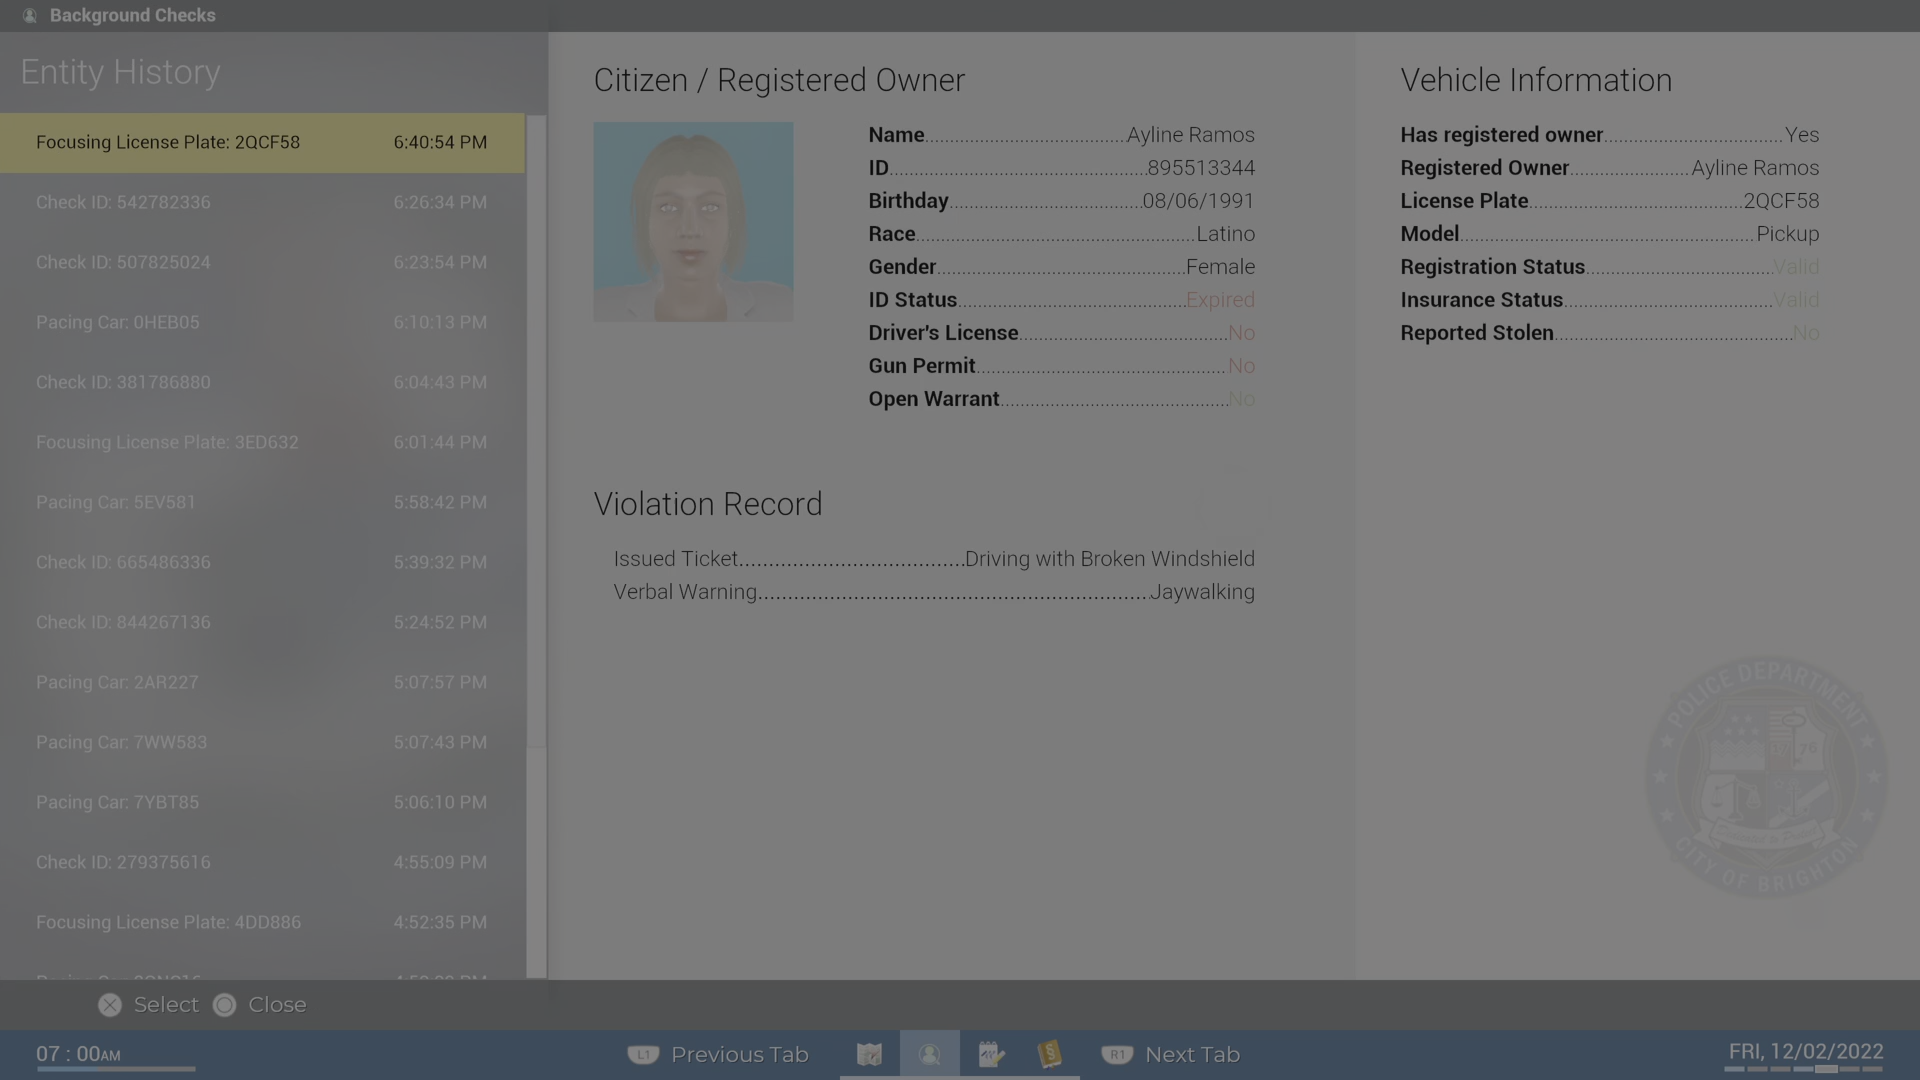 Background Checks
Entity History
Focusing License Plate: 2QCF58 6:40:54 PM
Check ID: 542782336 6:26:34 PM
Check ID: 507825024 6:23:54 PM
Pacing Car: 0HEB05 6:10:13 PM
Check ID: 381786880 6:04:43 PM
Focusing License Plate: 3ED632 6:01:44 PM
Pacing Car: 5EV581 5:58:42 PM
Check ID: 665486336 5:39:32 PM
Check ID: 844267136 5:24:52 PM
Pacing Car: 2AR227 5:07:57 PM
Pacing Car: 7WW583 5:07:43 PM
Pacing Car: 7YBT85 5:06:10 PM
Check ID: 279375616 4:55:09 PM
Focusing License Plate: 4DD886 4:52:35 PM
Citizen / Registered Owner
Name Ayline Ramos
ID 895513344
Birthday 08/06/1991
Race Latino
Gender Female
ID Status Expired
Driver's License No
Gun Permit No
Open Warrant No
Violation Record
Issued Ticket Driving with Broken Windshield
Verbal Warning Jaywalking
Vehicle Information
Has registered owner Yes
Registered Owner Ayline Ramos
License Plate 2QCF58
Model Pickup
Registration Status Valid
Insurance Status Valid
Reported Stolen No
POLICE DEPARTMENT
17 76
CITY OF BRIGHTON
Select Close
07 : 00AM
L1 Previous Tab
R1 Next Tab
FRI, 12/02/2022